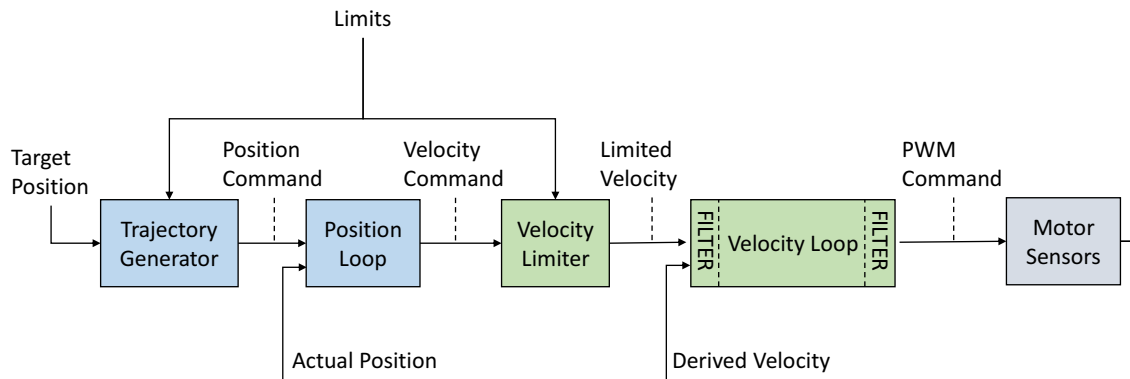 Limits
Target
Position
Position
Command
Velocity
Command
Limited
Velocity
PWM
Command
Trajectory
Generator
Position
Loop
Velocity
Limiter
FILTER
Velocity Loop
FILTER
Motor
Sensors
Actual Position
Derived Velocity